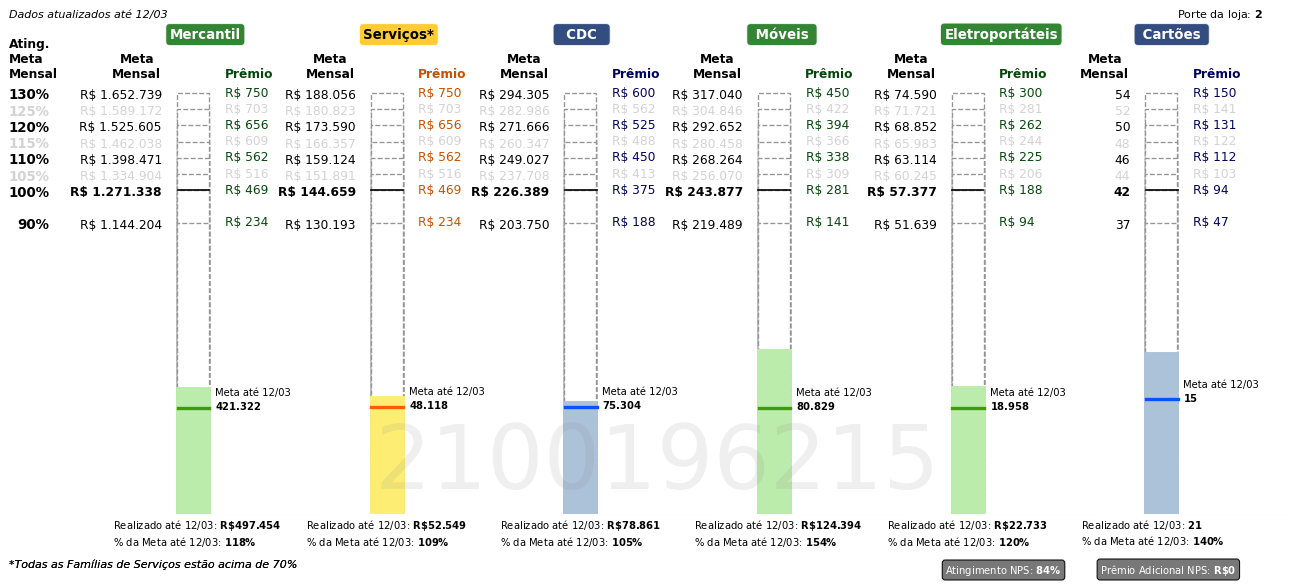 Dados atualizados até 12/03
Porte da loja: 2
Mercantil Serviços* CDC Móveis Eletroportáteis Cartões
Ating. Meta Mensal
Meta Mensal Prêmio Meta Mensal Prêmio Meta Mensal Prêmio Meta Mensal Prêmio Meta Mensal Prêmio Meta Mensal Prêmio
130% R$ 1.652.739 R$ 750 R$ 188.056 R$ 750 R$ 294.305 R$ 600 R$ 317.040 R$ 450 R$ 74.590 R$ 300 54 R$ 150
125% R$ 1.589.172 R$ 703 R$ 180.823 R$ 703 R$ 282.986 R$ 562 R$ 304.846 R$ 422 R$ 71.721 R$ 281 52 R$ 141
120% R$ 1.525.605 R$ 656 R$ 173.590 R$ 656 R$ 271.666 R$ 525 R$ 292.652 R$ 394 R$ 68.852 R$ 262 50 R$ 131
115% R$ 1.462.038 R$ 609 R$ 166.357 R$ 609 R$ 260.347 R$ 488 R$ 280.458 R$ 366 R$ 65.983 R$ 244 48 R$ 122
110% R$ 1.398.471 R$ 562 R$ 159.124 R$ 562 R$ 249.027 R$ 450 R$ 268.264 R$ 338 R$ 63.114 R$ 225 46 R$ 112
105% R$ 1.334.904 R$ 516 R$ 151.891 R$ 516 R$ 237.708 R$ 413 R$ 256.070 R$ 309 R$ 60.245 R$ 206 44 R$ 103
100% R$ 1.271.338 R$ 469 R$ 144.659 R$ 469 R$ 226.389 R$ 375 R$ 243.877 R$ 281 R$ 57.377 R$ 188 42 R$ 94
90% R$ 1.144.204 R$ 234 R$ 130.193 R$ 234 R$ 203.750 R$ 188 R$ 219.489 R$ 141 R$ 51.639 R$ 94 37 R$ 47
Meta até 12/03 Meta até 12/03 Meta até 12/03 Meta até 12/03 Meta até 12/03 Meta até 12/03
421.322 48.118 75.304 80.829 18.958 15
2100196215
Realizado até 12/03: R$497.454 Realizado até 12/03: R$52.549 Realizado até 12/03: R$78.861 Realizado até 12/03: R$124.394 Realizado até 12/03: R$22.733 Realizado até 12/03: 21
% da Meta até 12/03: 118% % da Meta até 12/03: 109% % da Meta até 12/03: 105% % da Meta até 12/03: 154% % da Meta até 12/03: 120% % da Meta até 12/03: 140%
*Todas as Famílias de Serviços estão acima de 70%
Atingimento NPS: 84% Prêmio Adicional NPS: R$0